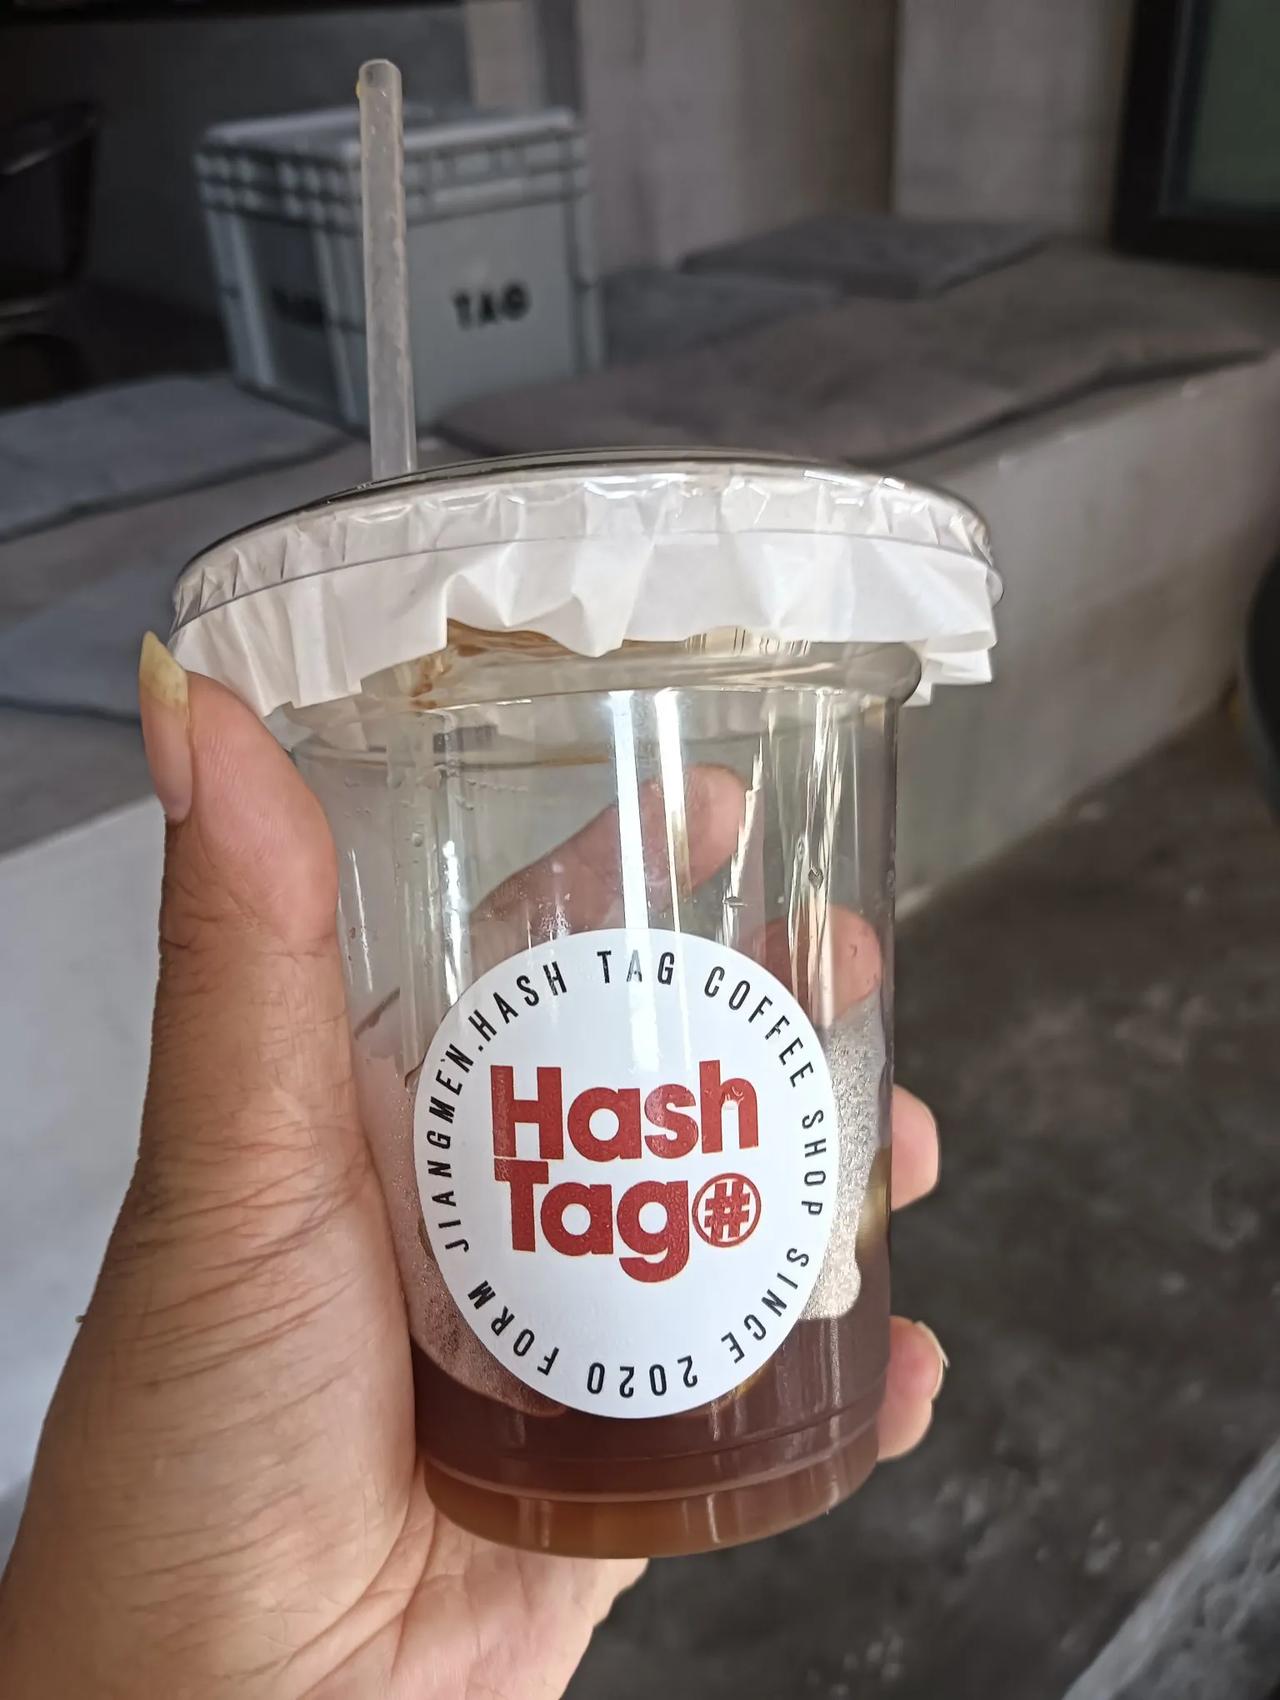 TAG
JIANGMEN.HASH TAG COFFEE SHOP SINCE 2020 FORM
Hash
Tag#